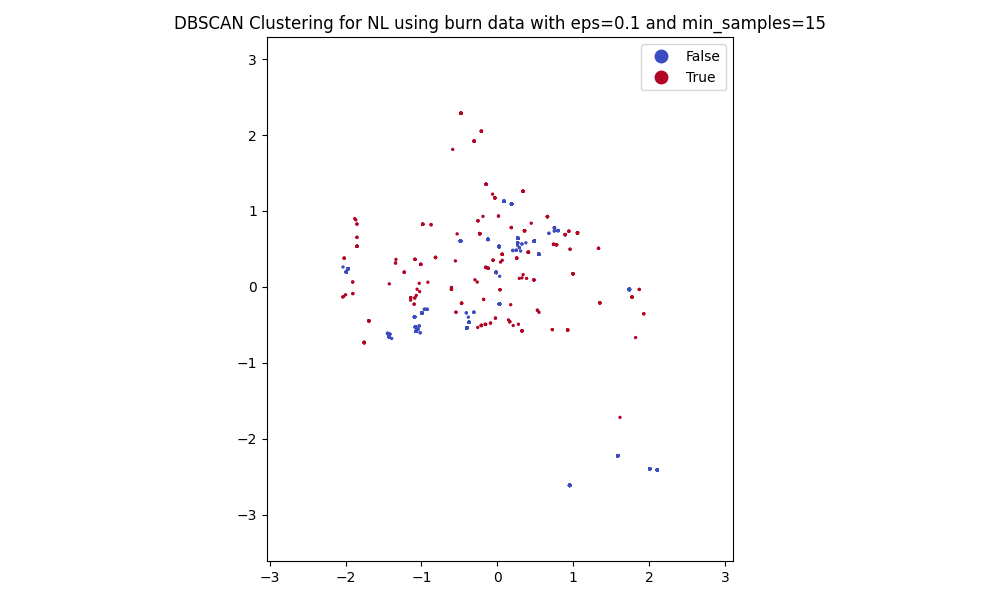 DBSCAN Clustering for NL using burn data with eps=0.1 and min_samples=15
False
True
3
2
1
0
−1
−2
−3
−3 −2 −1 0 1 2 3